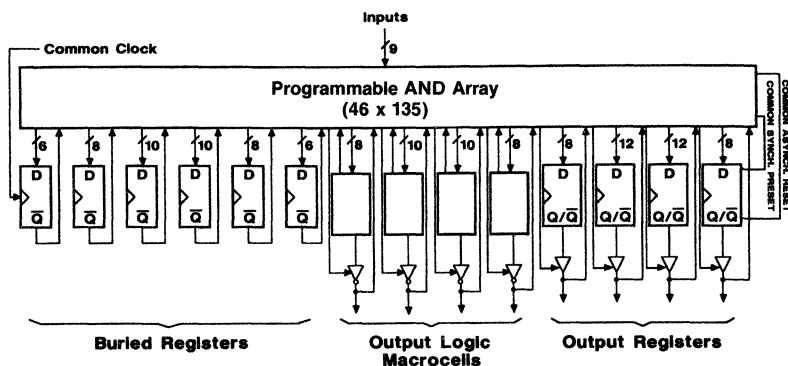 Inputs
9
Common Clock
Programmable AND Array
(46 x 135)
6 8 10 10 8 6 8 10 10 8 8 12 12 8
D D D D D D D D D D
Q̅ Q̅ Q̅ Q̅ Q̅ Q̅ Q/Q̅ Q/Q̅ Q/Q̅ Q/Q̅
COMMON ASYNCH. RESET
COMMON SYNCH. PRESET
Buried Registers
Output Logic
Macrocells
Output Registers